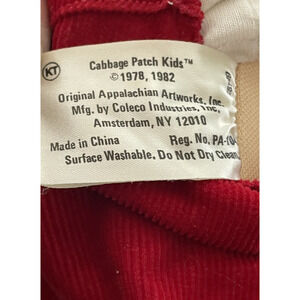 KT
Cabbage Patch Kids™
©1978, 1982
Original Appalachian Artworks, Inc.
Mfg. by Coleco Industries, Inc.
Amsterdam, NY 12010
Made in China
Reg. No. PA-
Surface Washable. Do Not Dry Clean